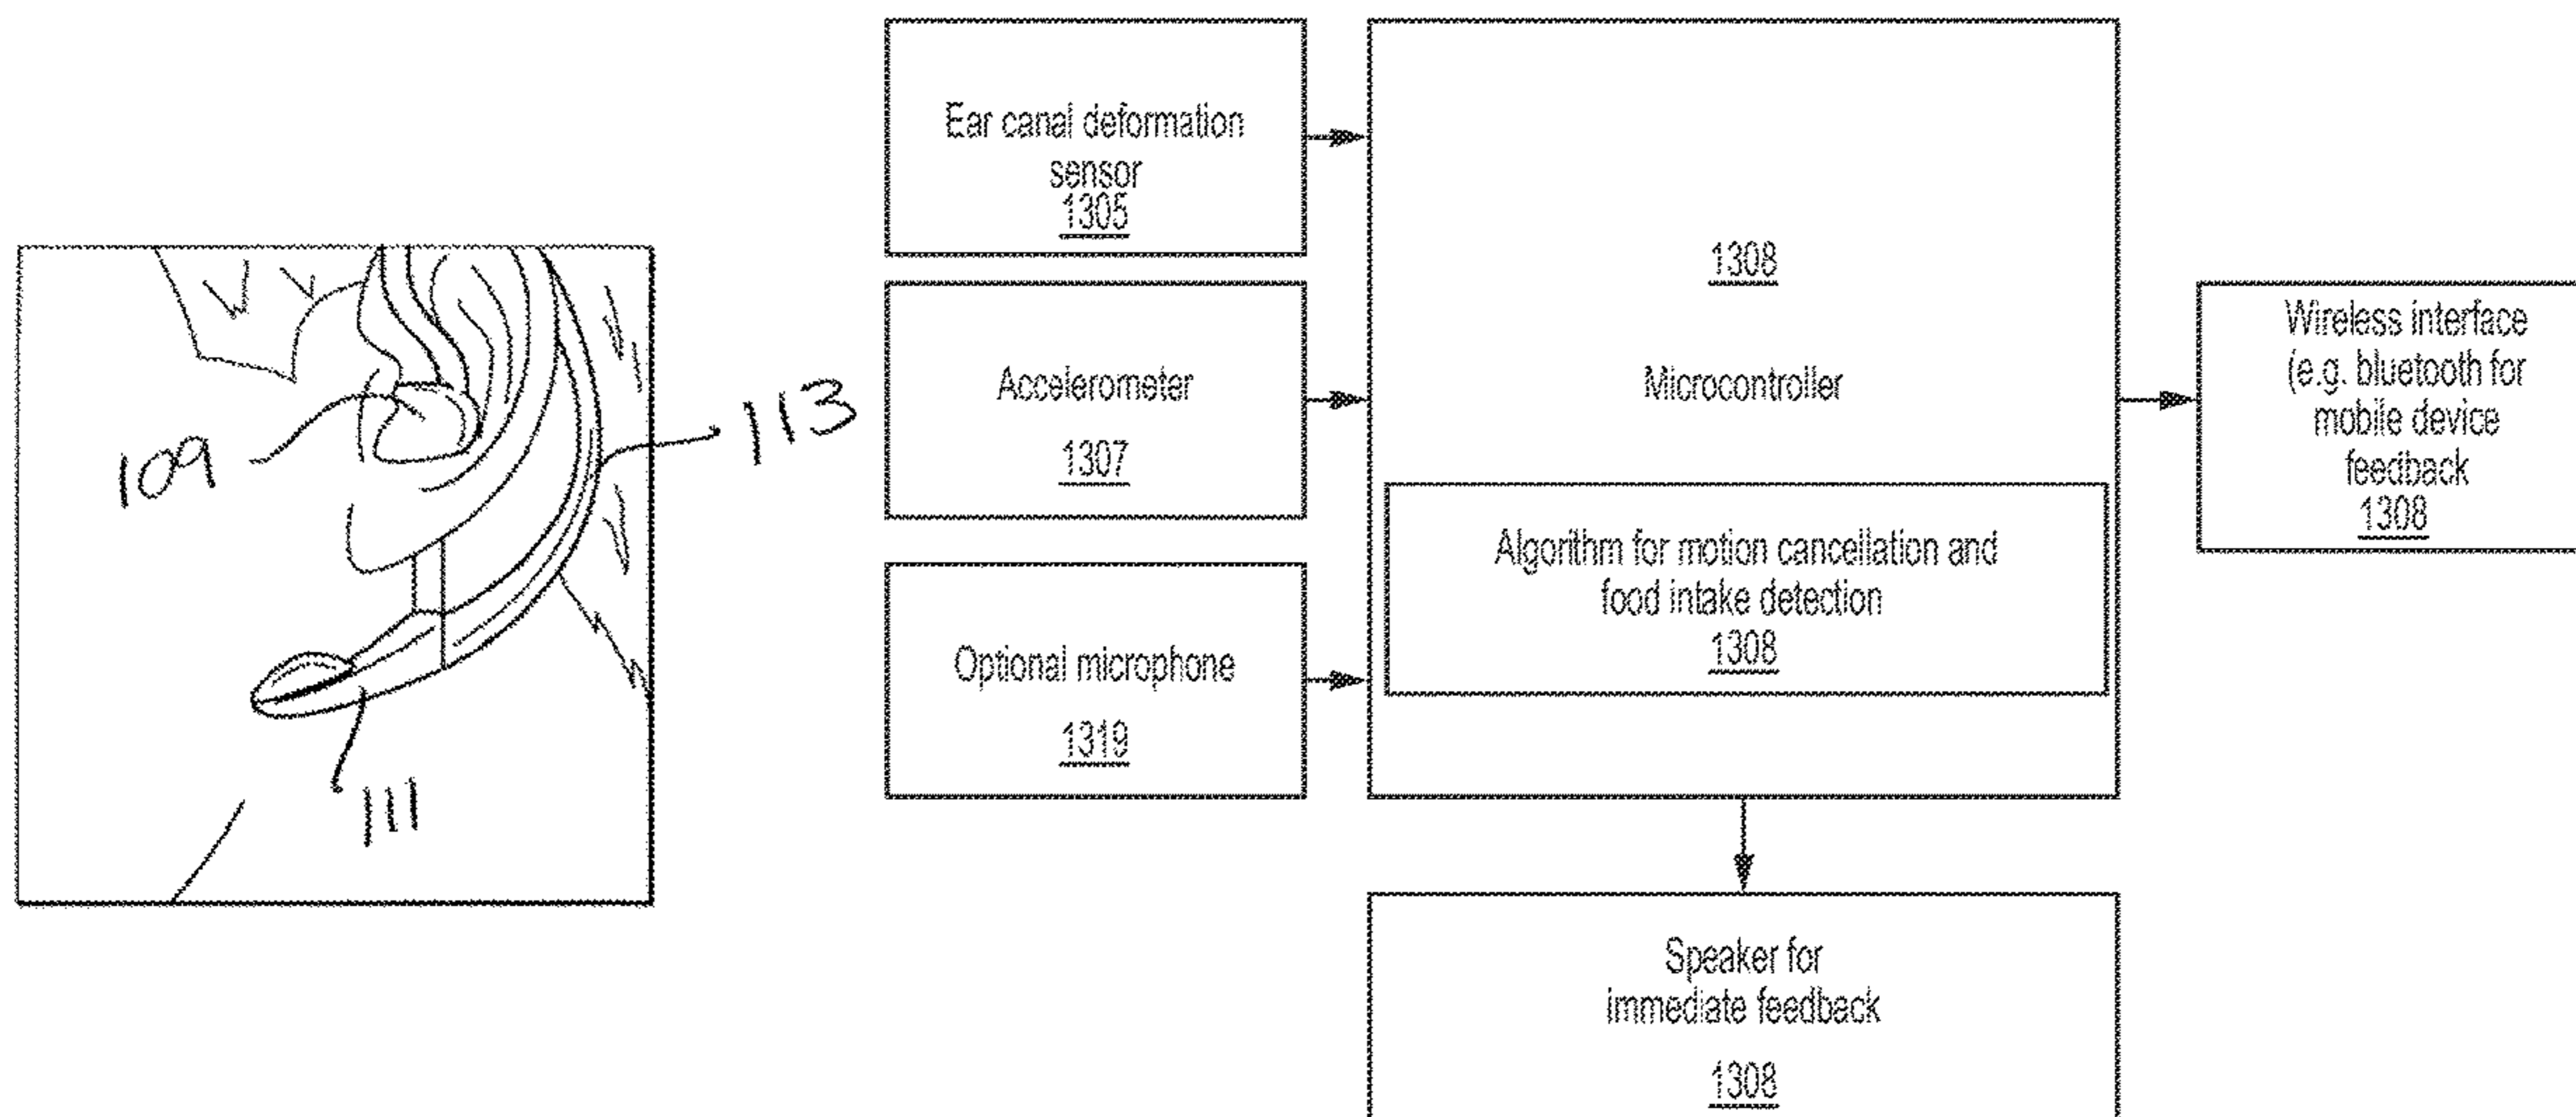 109
113
111
Ear canal deformation
sensor
1305
Accelerometer
1307
Optional microphone
1319
1308
Microcontroller
Algorithm for motion cancellation and
food intake detection
1308
Wireless interface
(e.g. bluetooth for
mobile device
feedback
1308
Speaker for
immediate feedback
1308